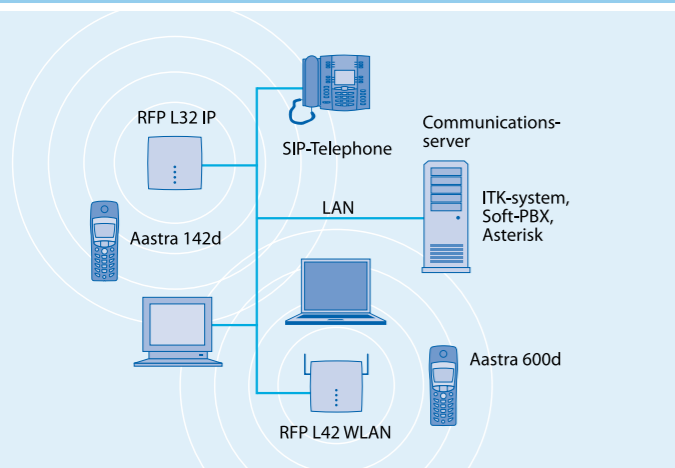 RFP L32 IP
SIP-Telephone
Communications-
server
ITK-system,
Soft-PBX,
Asterisk
LAN
Aastra 142d
Aastra 600d
RFP L42 WLAN